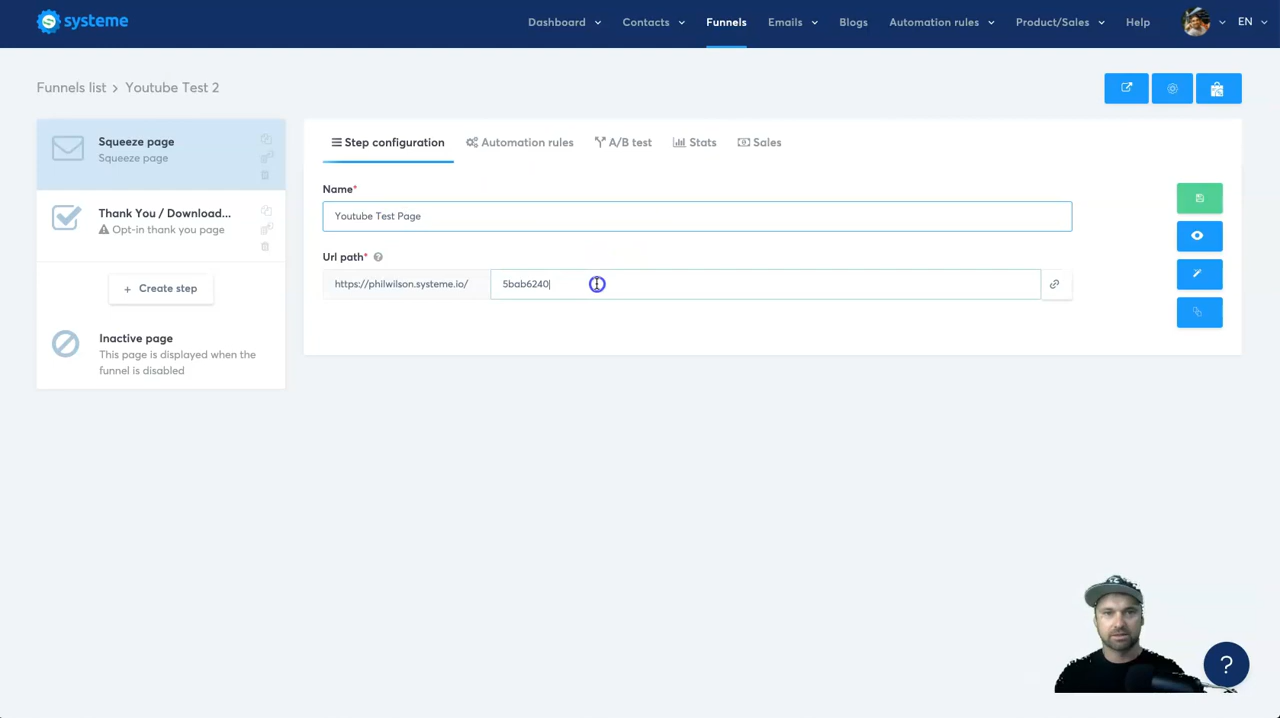 systeme
Dashboard
Contacts
Funnels
Emails
Blogs
Automation rules
Product/Sales
Help
EN
Funnels list > Youtube Test 2
Squeeze page
Squeeze page
Thank You / Download...
Opt-in thank you page
+ Create step
Inactive page
This page is displayed when the
funnel is disabled
Step configuration
Automation rules
A/B test
Stats
Sales
Name*
Youtube Test Page
Url path* ?
https://philwilson.systeme.io/
5bab6240
?